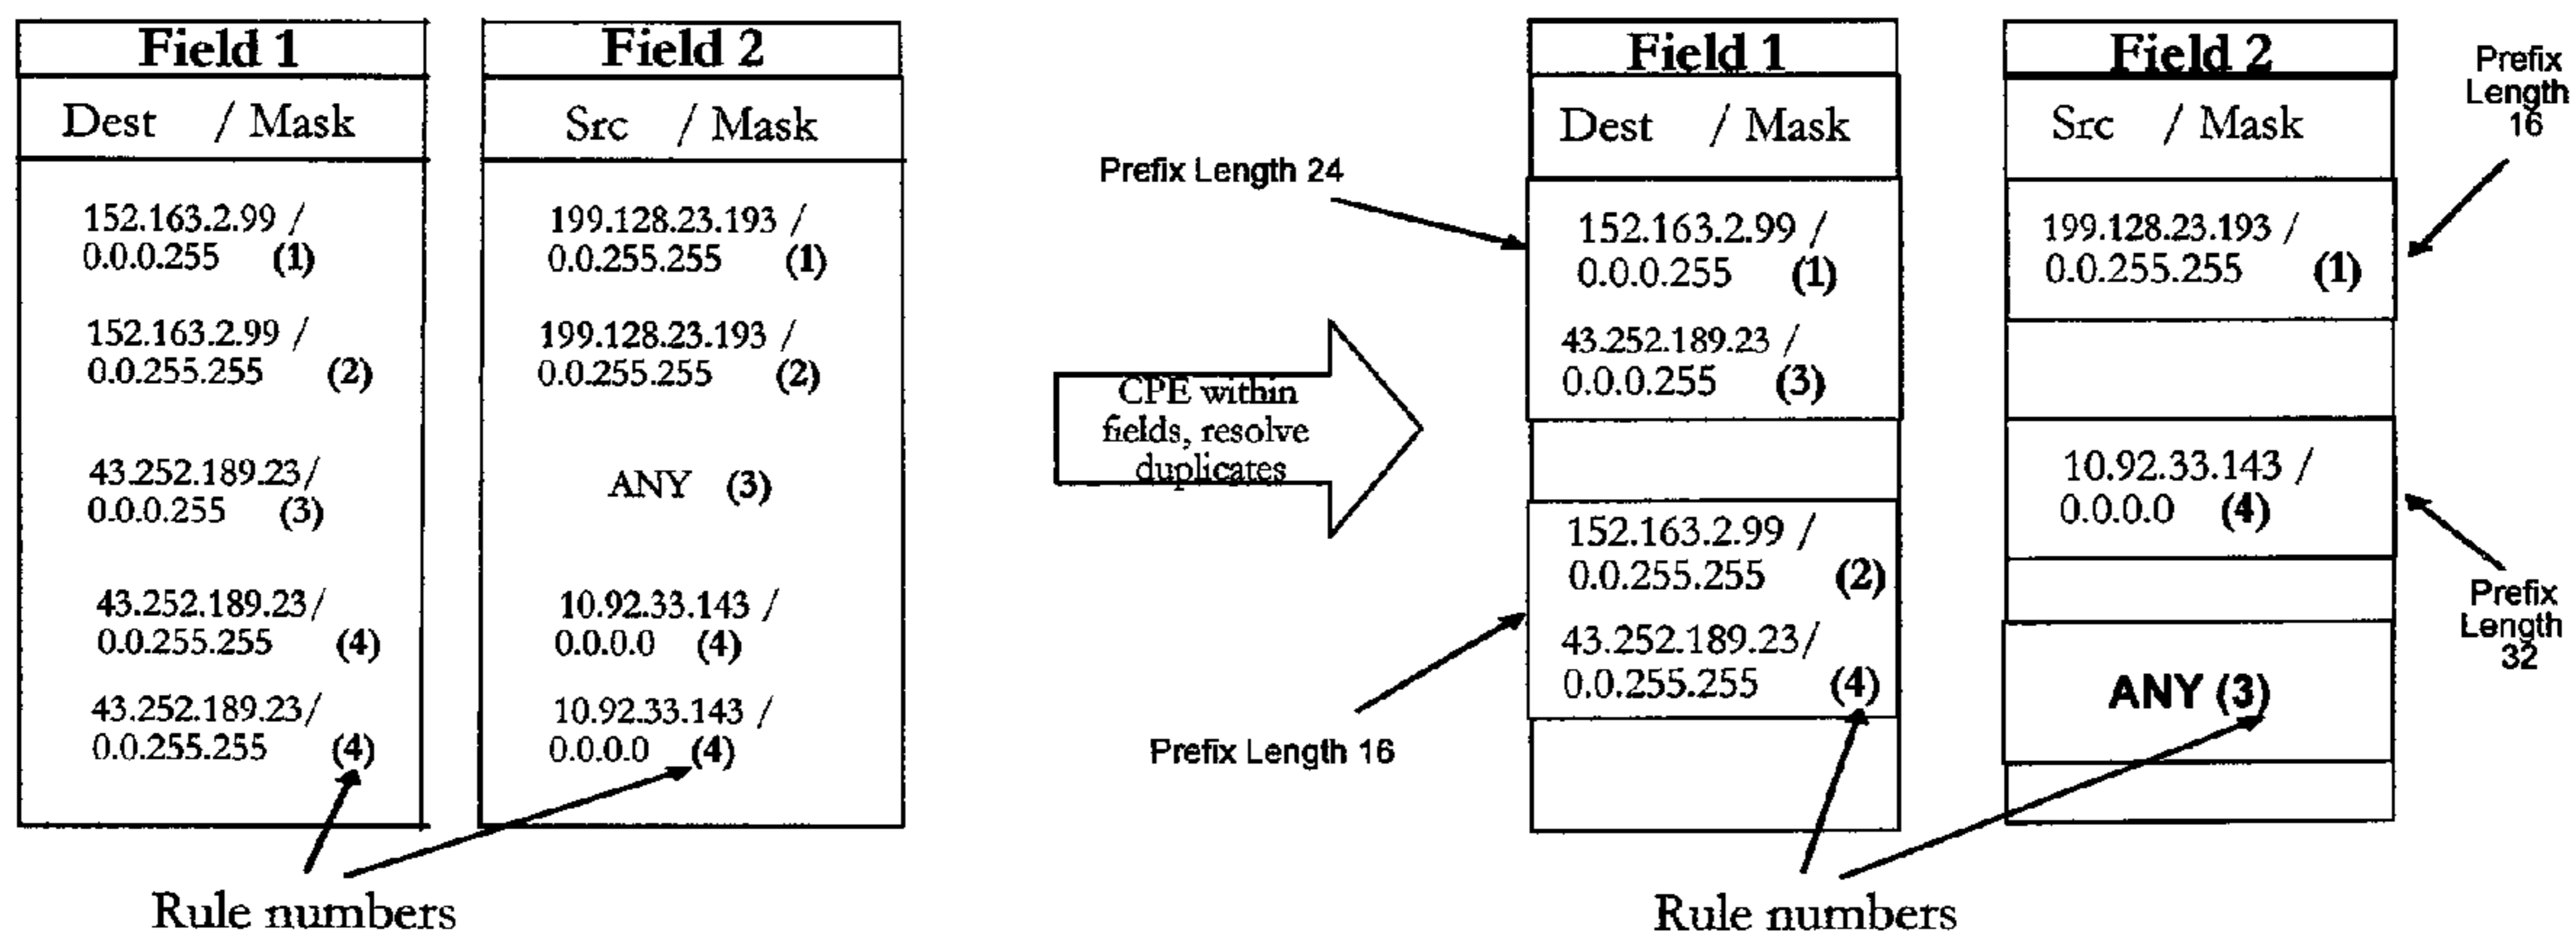 Field 1
Dest / Mask
152.163.2.99 /
0.0.0.255 (1)
152.163.2.99 /
0.0.255.255 (2)
43.252.189.23/
0.0.0.255 (3)
43.252.189.23/
0.0.255.255 (4)
43.252.189.23/
0.0.255.255 (4)
Field 2
Src / Mask
199.128.23.193 /
0.0.255.255 (1)
199.128.23.193 /
0.0.255.255 (2)
ANY (3)
10.92.33.143 /
0.0.0.0 (4)
10.92.33.143 /
0.0.0.0 (4)
Rule numbers
CPE within
fields, resolve
duplicates
Prefix Length 24
Prefix Length 16
Field 1
Dest / Mask
152.163.2.99 /
0.0.0.255 (1)
43.252.189.23 /
0.0.0.255 (3)
152.163.2.99 /
0.0.255.255 (2)
43.252.189.23/
0.0.255.255 (4)
Field 2
Src / Mask
199.128.23.193 /
0.0.255.255 (1)
10.92.33.143 /
0.0.0.0 (4)
ANY (3)
Prefix
Length
16
Prefix
Length
32
Rule numbers